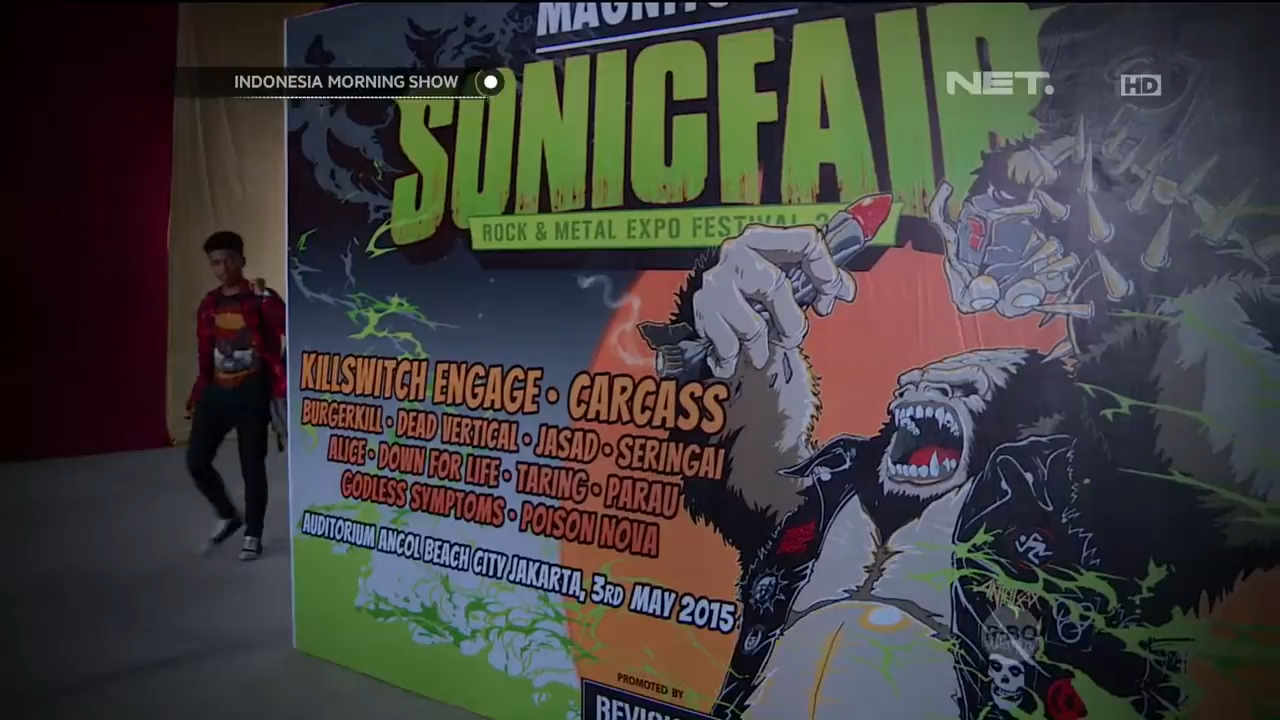 INDONESIA MORNING SHOW
NET.
HD
SONICFAIR
ROCK & METAL EXPO FESTIVAL
KILLSWITCH ENGAGE • CARCASS
BURGERKILL • DEAD VERTICAL • JASAD • SERINGAI
ALICE • DOWN FOR LIFE • TARING • PARAU
GODLESS SYMPTOMS • POISON NOVA
AUDITORIUM ANCOL BEACH CITY JAKARTA, 3RD MAY 2015
PROMOTED BY